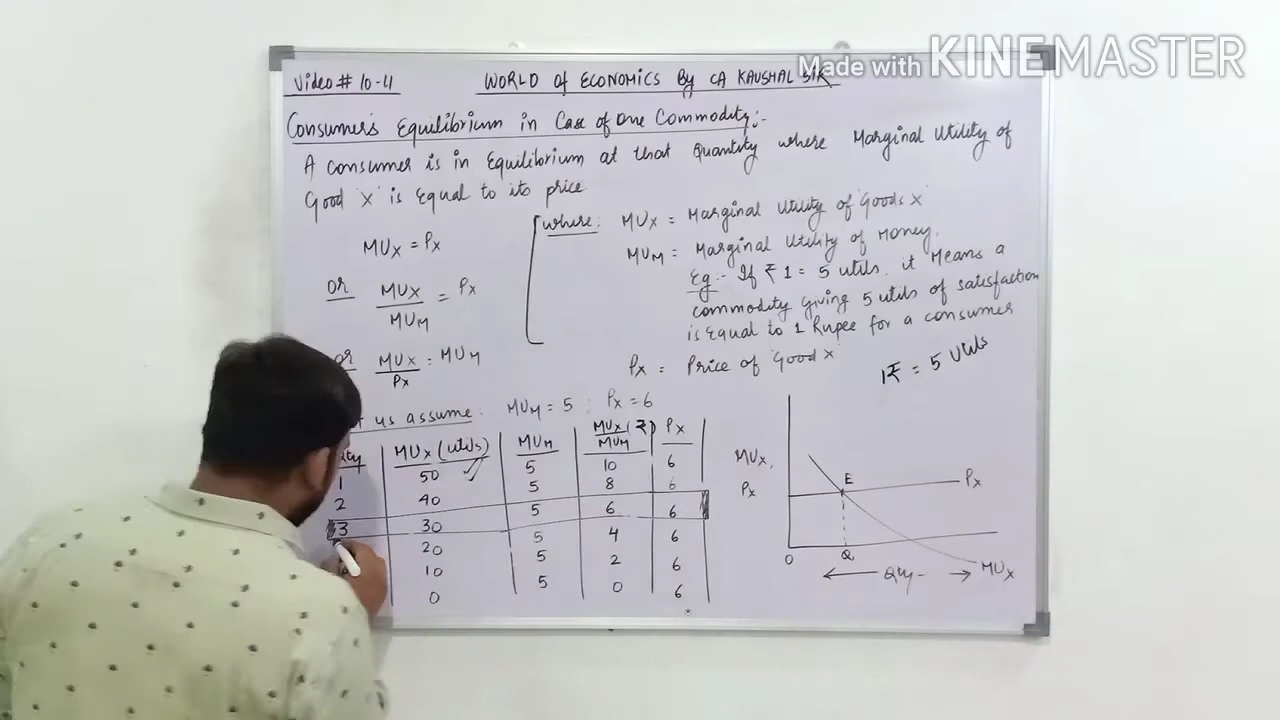 Made with KINEMASTER
Video# 10-11 WORLD of ECONOMICS By CA KAUSHAL SIR
Consumer's Equilibrium in Case of One Commodity:-
A consumer is in Equilibrium at that Quantity where Marginal Utility of
Good 'X' is Equal to its price
where: MUx = Marginal Utility of 'Goods X'
MUx = Px
MUM = Marginal Utility of Money.
Eg:- If ₹1 = 5 utils, it Means a
or MUx/MUM = Px
commodity giving 5 utils of satisfaction
is equal to 1 Rupee for a consumer
or MUx/Px = MUM
Px = Price of 'Good X'
1₹ = 5 Utils
us assume: MUM = 5 ; Px = 6
Qty MUx (utils) MUM MUx/MUM (₹) Px
1 50 5 10 6
2 40 5 8 6
3 30 5 6 6
20 5 4 6
10 5 2 6
0 5 0 6
MUx,
Px
E
Px
O Q
Qty
MUx